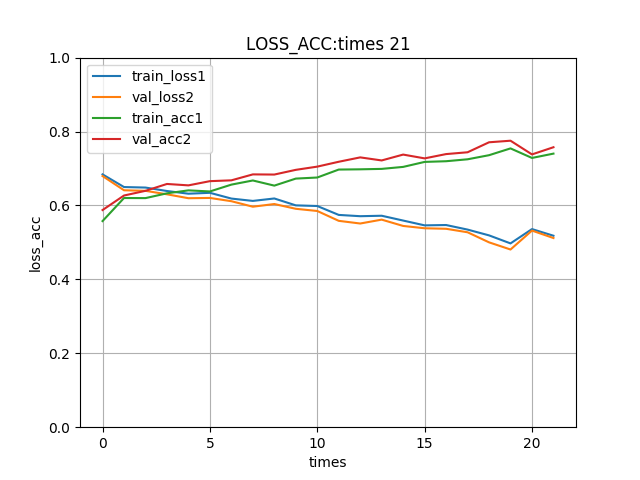 LOSS_ACC:times 21
train_loss1
val_loss2
train_acc1
val_acc2
loss_acc
1.0
0.8
0.6
0.4
0.2
0.0
0 5 10 15 20
times